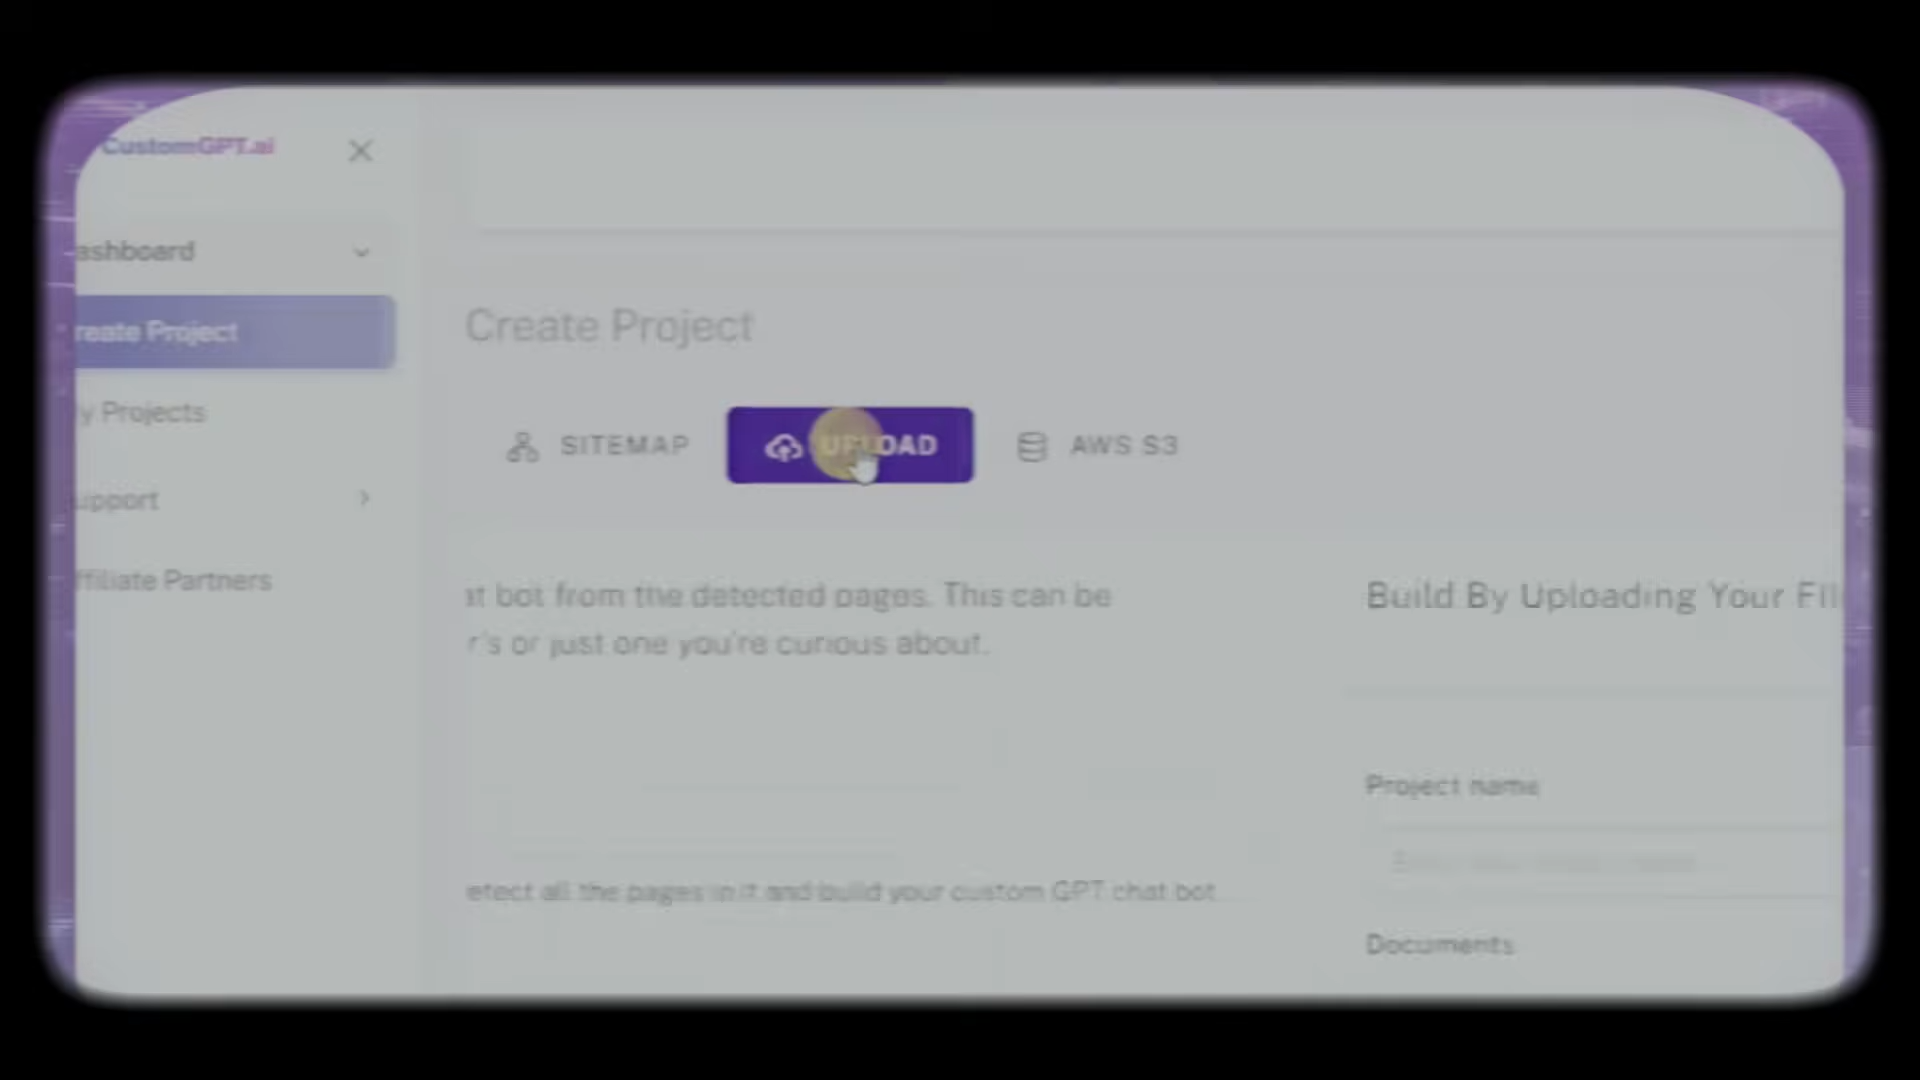 CustomGPT.ai
ashboard
reate Project
y Projects
upport
ffiliate Partners
Create Project
SITEMAP
UPLOAD
AWS S3
at bot from the detected pages. This can be
r's or just one you're curious about.
etect all the pages in it and build your custom GPT chat bot
Build By Uploading Your Fil
Project name
Documents